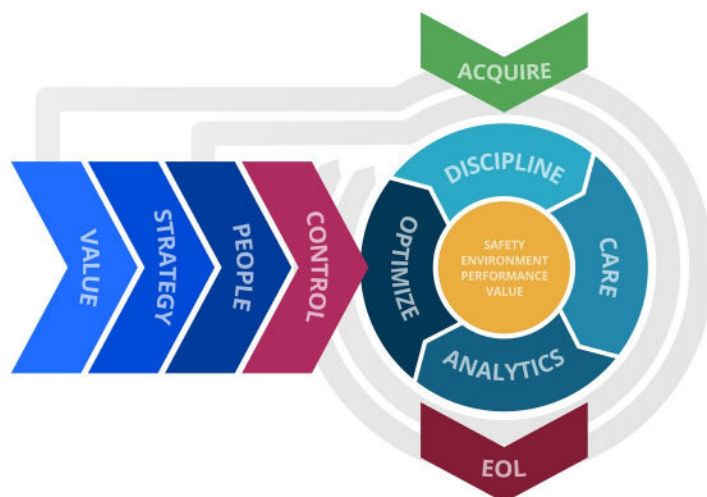 ACQUIRE
VALUE
STRATEGY
PEOPLE
CONTROL
DISCIPLINE
CARE
ANALYTICS
OPTIMIZE
SAFETY
ENVIRONMENT
PERFORMANCE
VALUE
EOL